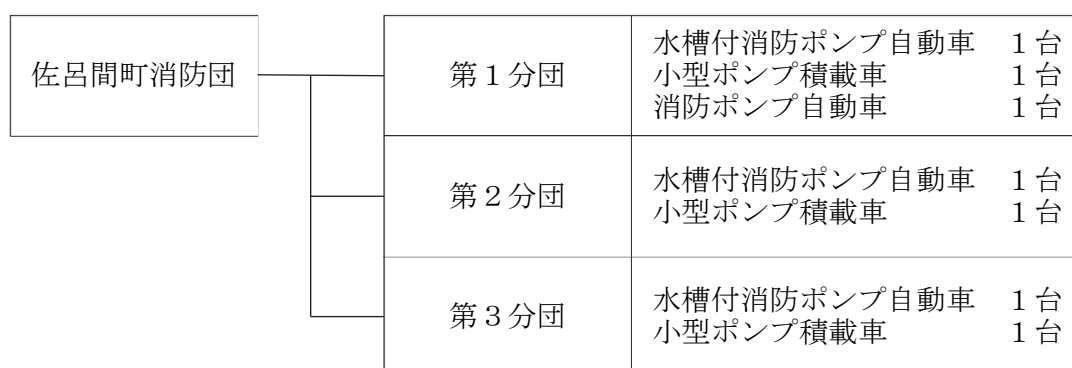 佐呂間町消防団
第1分団
水槽付消防ポンプ自動車 1台
小型ポンプ積載車 1台
消防ポンプ自動車 1台
第2分団
水槽付消防ポンプ自動車 1台
小型ポンプ積載車 1台
第3分団
水槽付消防ポンプ自動車 1台
小型ポンプ積載車 1台